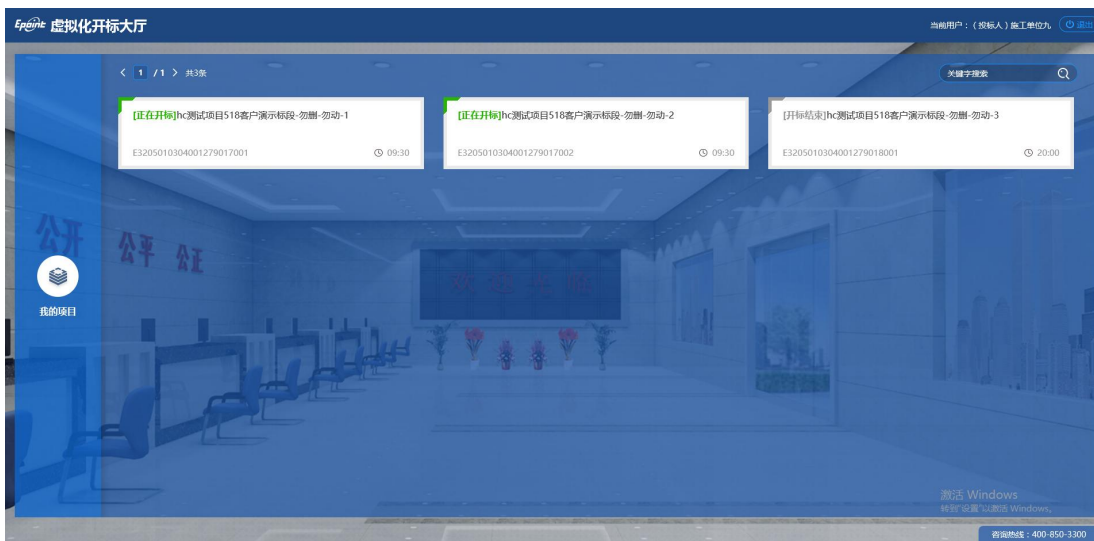 Epoint 虚拟化开标大厅
当前用户：（投标人）施工单位九 退出
1 / 1 共3条
关键字搜索
[正在开标]hc测试项目518客户演示标段-勿删-勿动-1
E3205010304001279017001 09:30
[正在开标]hc测试项目518客户演示标段-勿删-勿动-2
E3205010304001279017002 09:30
[开标结束]hc测试项目518客户演示标段-勿删-勿动-3
E3205010304001279018001 20:00
公开 公平 公正
欢迎光临
我的项目
激活 Windows
转到"设置"以激活 Windows。
咨询热线：400-850-3300